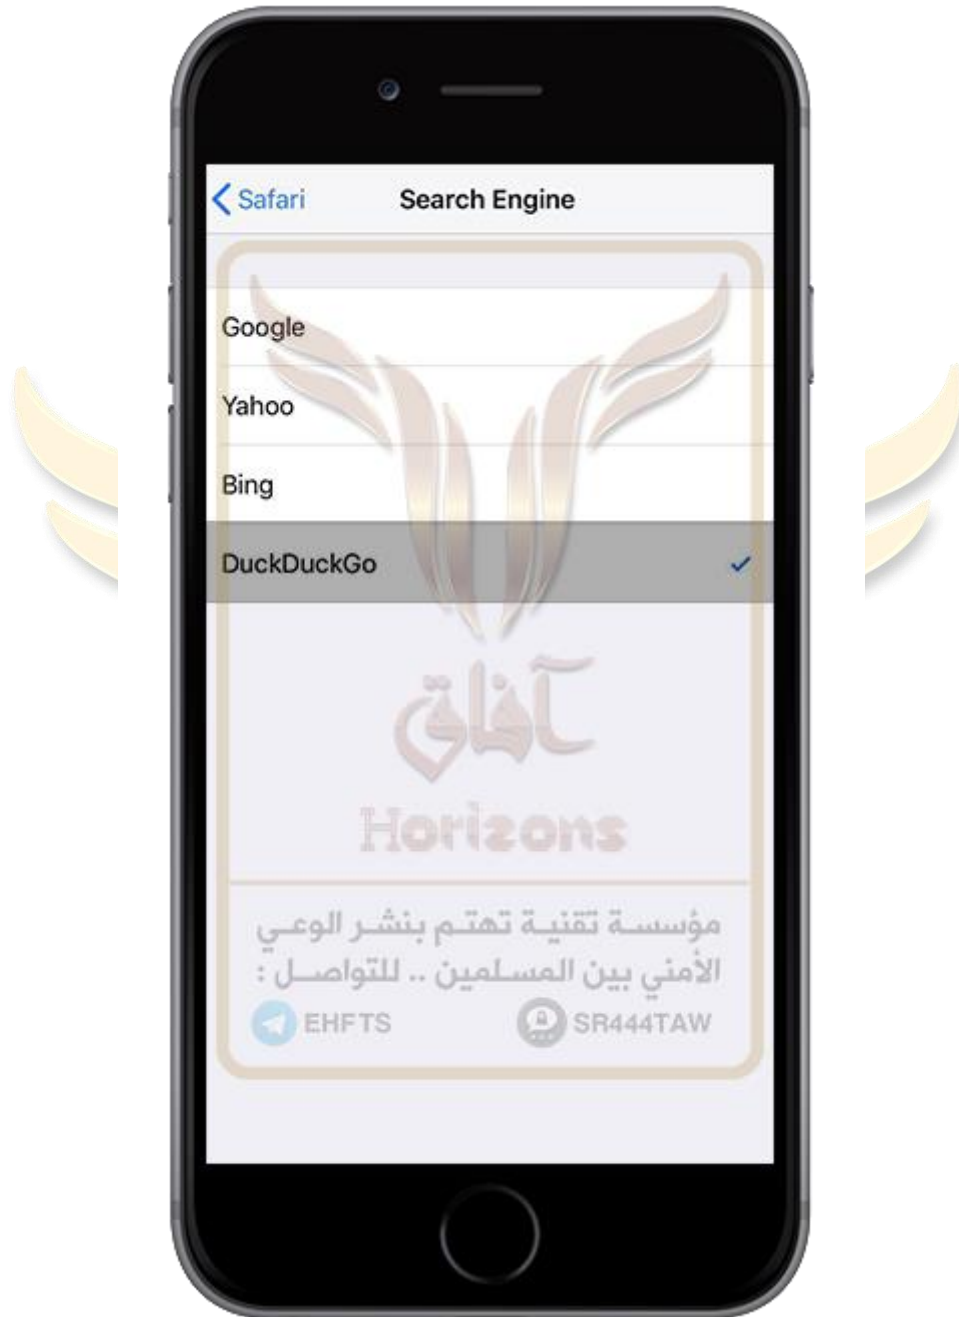 Safari
Search Engine
Google
Yahoo
Bing
DuckDuckGo
آفاق
Horizons
مؤسسة تقنية تهتم بنشر الوعي
الأمني بين المسلمين .. للتواصل :
EHFTS
SR444TAW